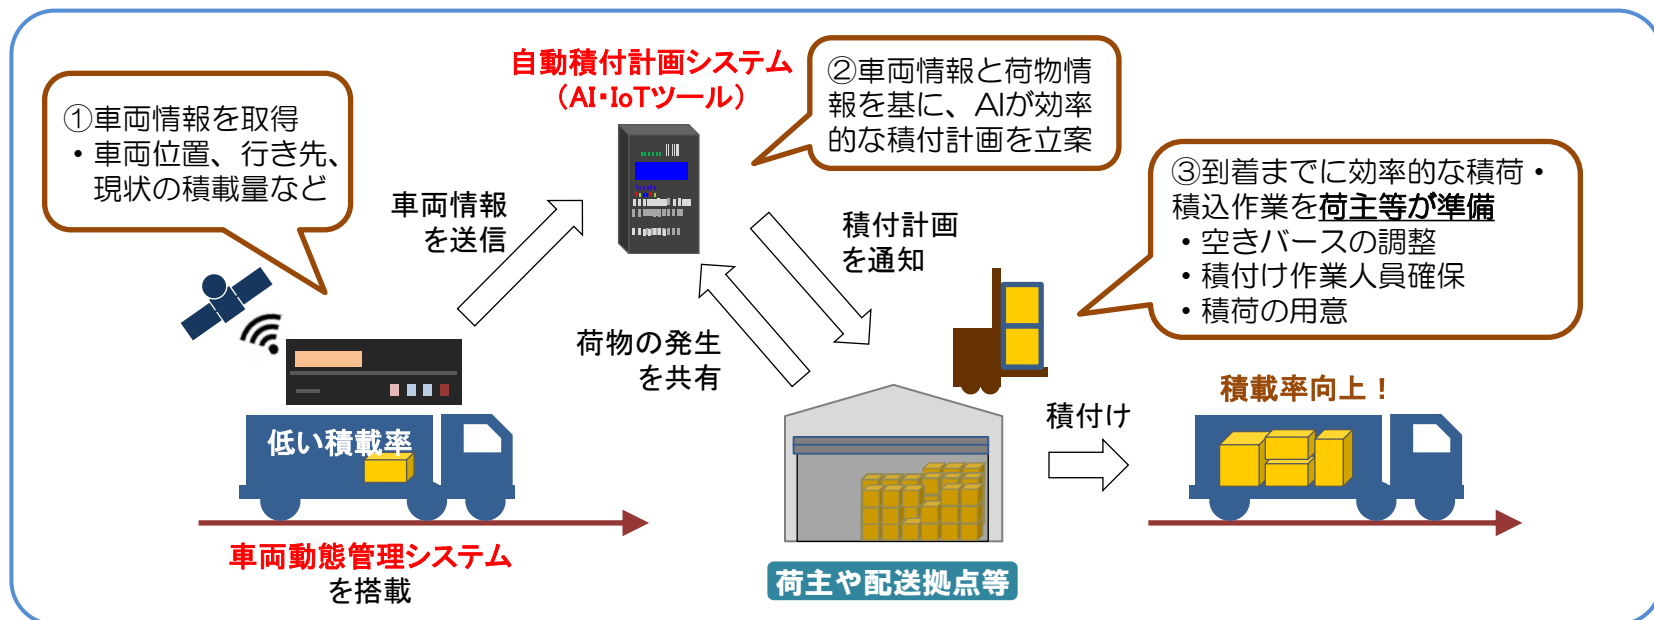 ①車両情報を取得
・車両位置、行き先、
現状の積載量など
自動積付計画システム
（AI・IoTツール）
②車両情報と荷物情
報を基に、AIが効率
的な積付計画を立案
③到着までに効率的な積荷・
積込作業を荷主等が準備
・空きバースの調整
・積付け作業人員確保
・積荷の用意
車両情報
を送信
積付計画
を通知
荷物の発生
を共有
低い積載率
積付け
積載率向上！
車両動態管理システム
を搭載
荷主や配送拠点等